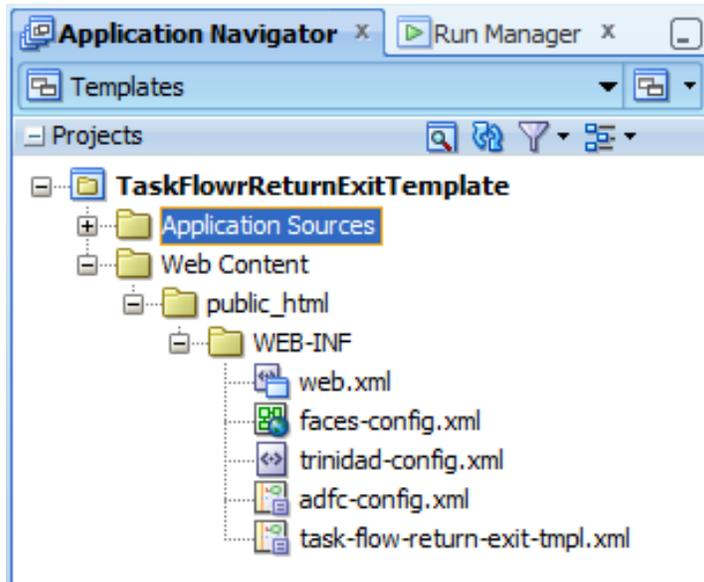 Application Navigator x Run Manager x
Templates
Projects
TaskFlowrReturnExitTemplate
Application Sources
Web Content
public_html
WEB-INF
web.xml
faces-config.xml
trinidad-config.xml
adfc-config.xml
task-flow-return-exit-tmpl.xml